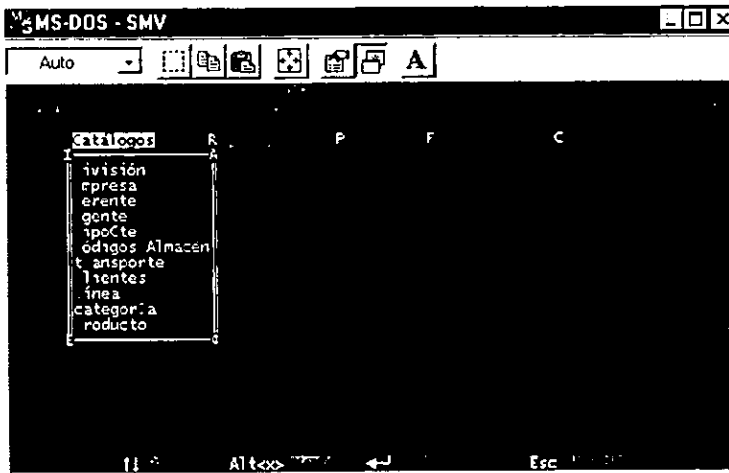 MS-DOS - SMV
Auto A
Catálogos R P F C
ivisión
mpresa
erente
gente
ipoCte
ódigos Almacén
t ansporte
lientes
ínea
categoría
roducto
↑↓ Alt<x> ↵ Esc